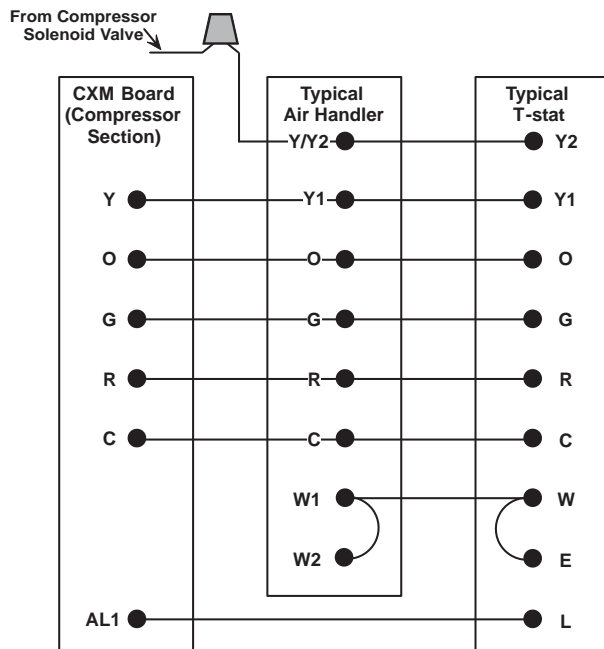 From Compressor
Solenoid Valve
CXM Board
(Compressor
Section)
Typical
Air Handler
Typical
T-stat
Y/Y2
Y2
Y
Y1
Y1
O
O
O
G
G
G
R
R
R
C
C
C
W1
W
W2
E
AL1
L